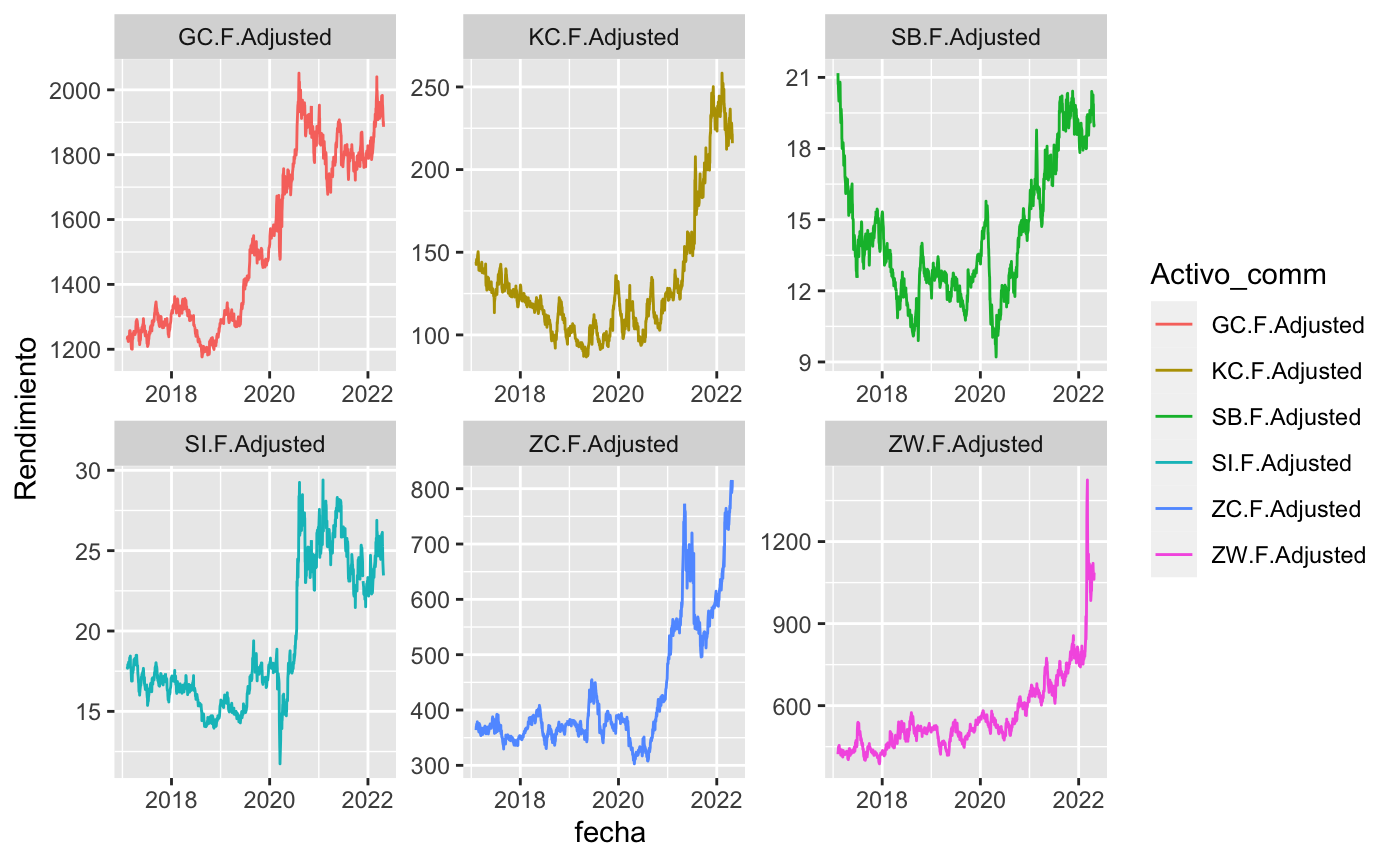 GC.F.Adjusted KC.F.Adjusted SB.F.Adjusted
2000
1800
1600
1400
1200
250
200
150
100
21
18
15
12
9
2018 2020 2022 2018 2020 2022 2018 2020 2022
SI.F.Adjusted ZC.F.Adjusted ZW.F.Adjusted
30
25
20
15
800
700
600
500
400
300
1200
900
600
2018 2020 2022 2018 2020 2022 2018 2020 2022
Rendimiento
fecha
Activo_comm
GC.F.Adjusted
KC.F.Adjusted
SB.F.Adjusted
SI.F.Adjusted
ZC.F.Adjusted
ZW.F.Adjusted